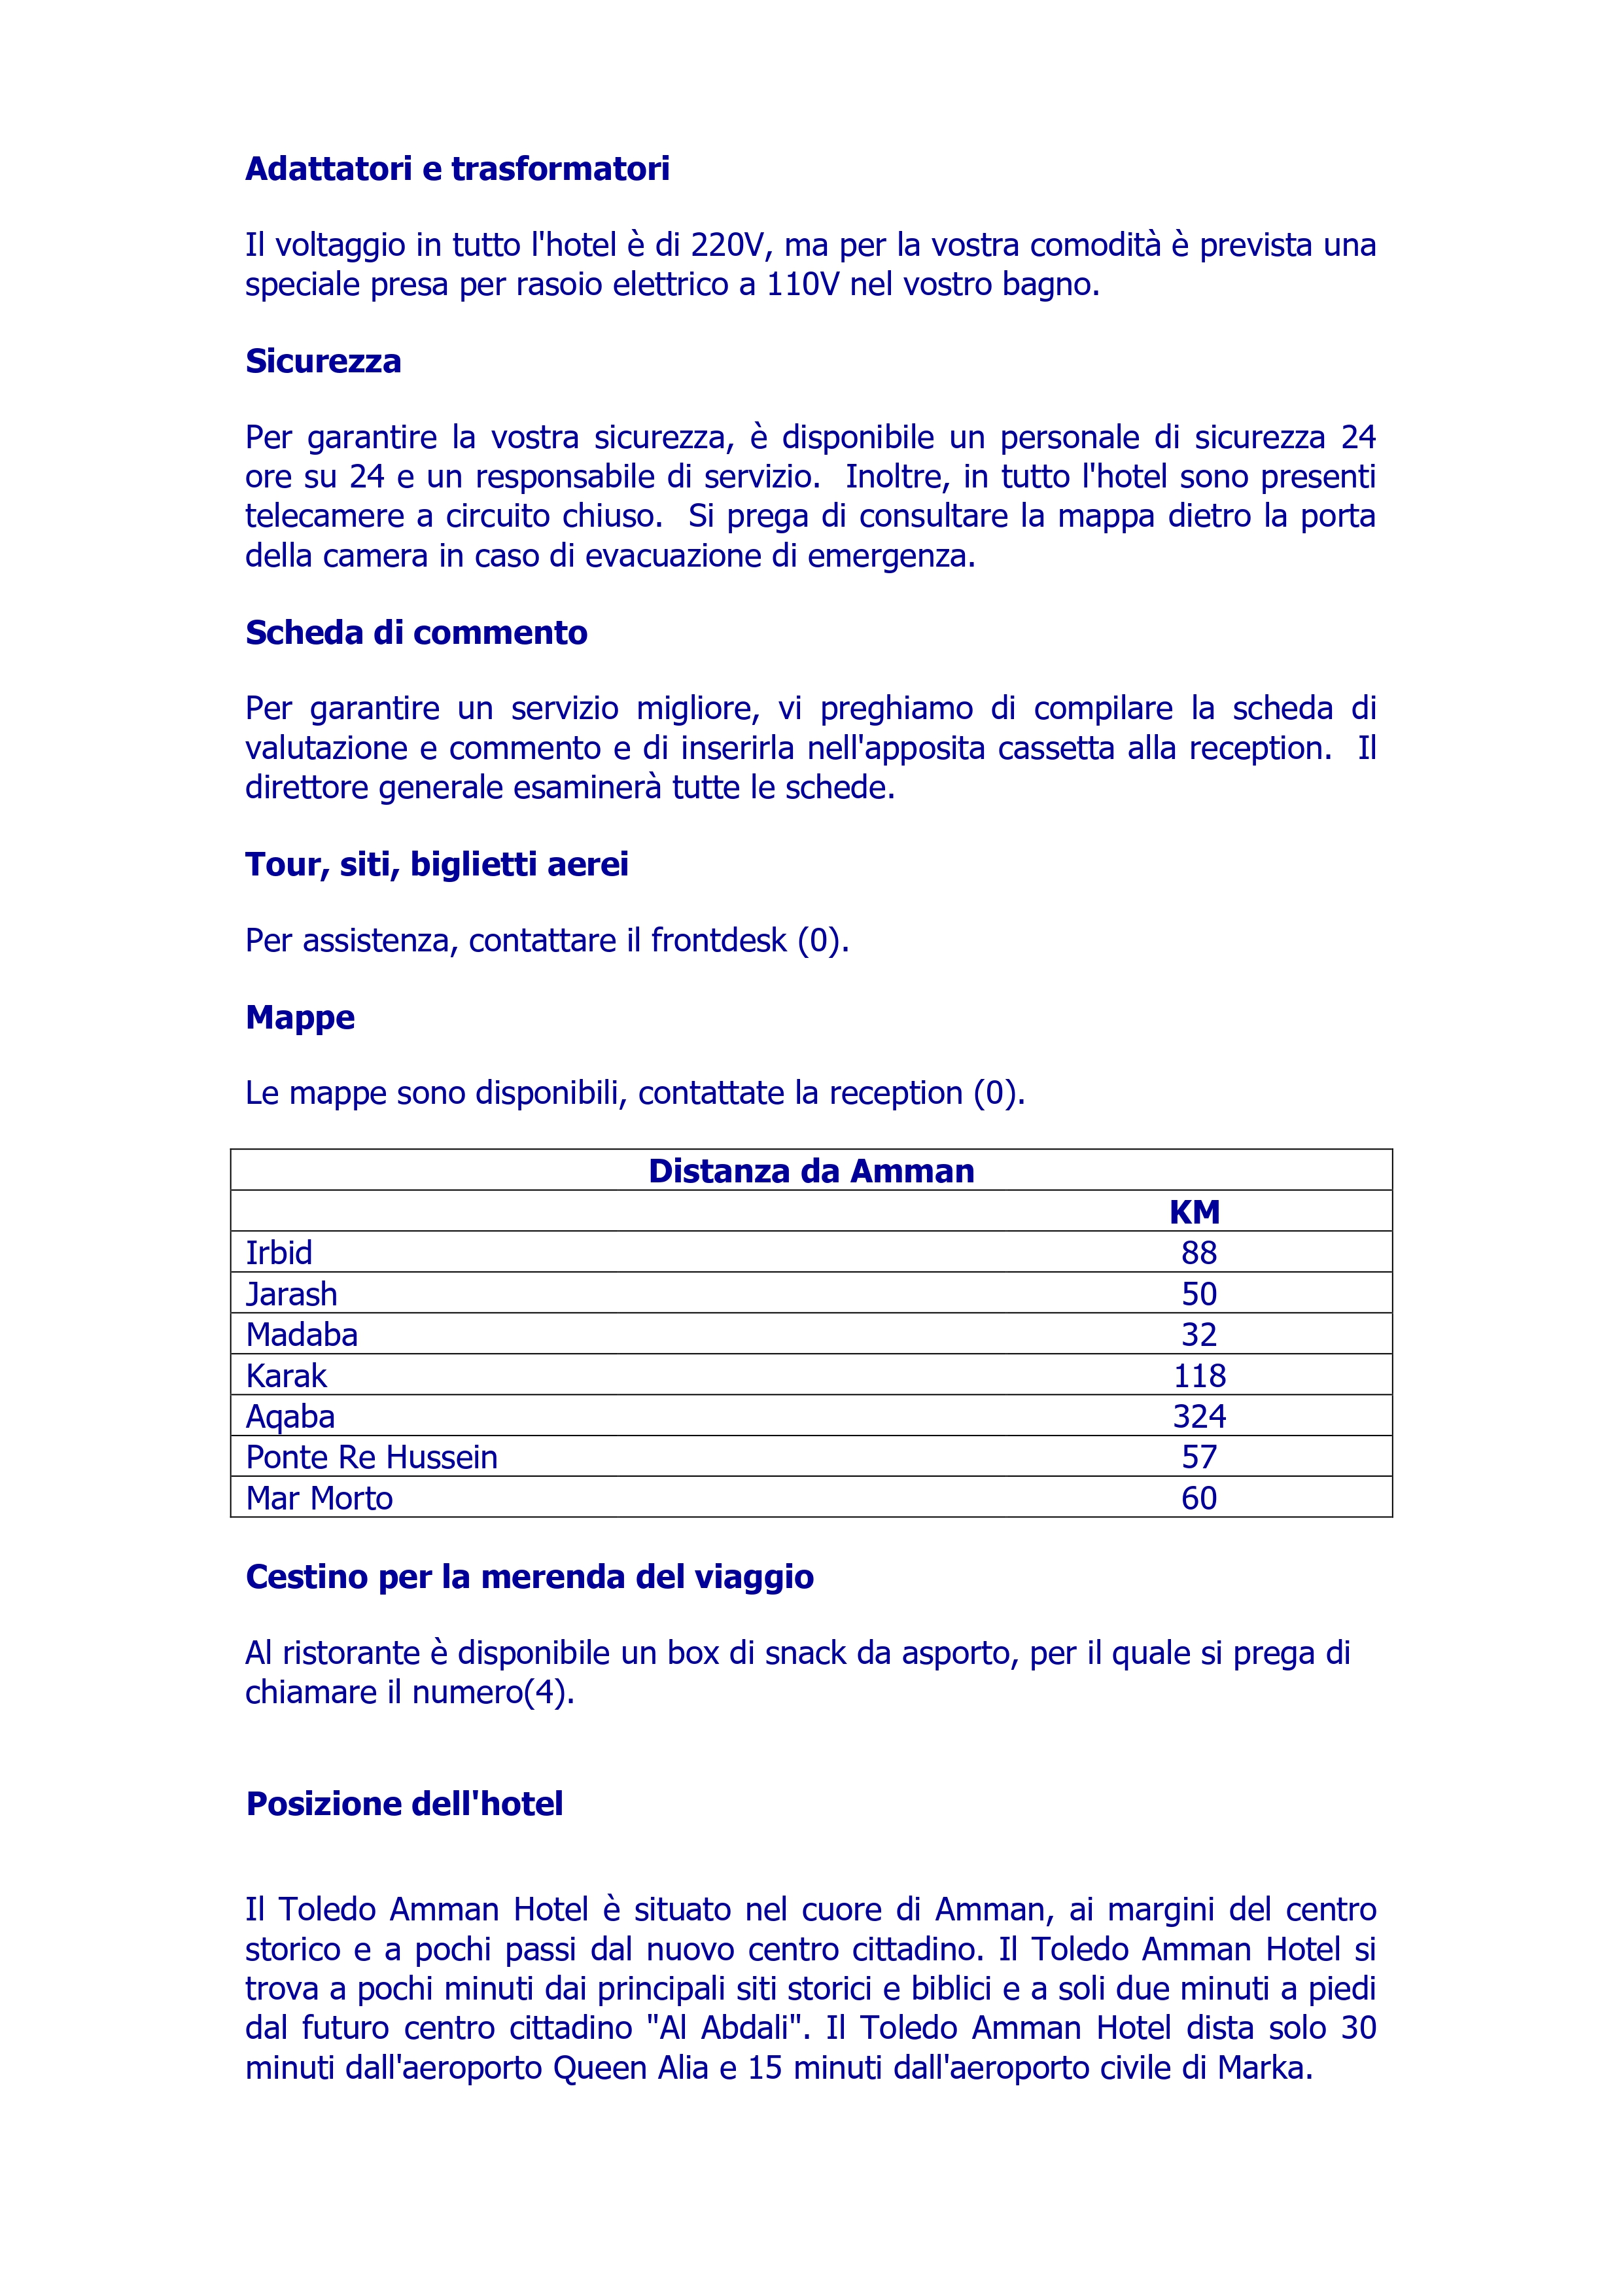 Adattatori e trasformatori
Il voltaggio in tutto l'hotel è di 220V, ma per la vostra comodità è prevista una
speciale presa per rasoio elettrico a 110V nel vostro bagno.
Sicurezza
Per garantire la vostra sicurezza, è disponibile un personale di sicurezza 24
ore su 24 e un responsabile di servizio. Inoltre, in tutto l'hotel sono presenti
telecamere a circuito chiuso. Si prega di consultare la mappa dietro la porta
della camera in caso di evacuazione di emergenza.
Scheda di commento
Per garantire un servizio migliore, vi preghiamo di compilare la scheda di
valutazione e commento e di inserirla nell'apposita cassetta alla reception. Il
direttore generale esaminerà tutte le schede.
Tour, siti, biglietti aerei
Per assistenza, contattare il frontdesk (0).
Mappe
Le mappe sono disponibili, contattate la reception (0).
Distanza da Amman
KM
Irbid 88
Jarash 50
Madaba 32
Karak 118
Aqaba 324
Ponte Re Hussein 57
Mar Morto 60
Cestino per la merenda del viaggio
Al ristorante è disponibile un box di snack da asporto, per il quale si prega di
chiamare il numero(4).
Posizione dell'hotel
Il Toledo Amman Hotel è situato nel cuore di Amman, ai margini del centro
storico e a pochi passi dal nuovo centro cittadino. Il Toledo Amman Hotel si
trova a pochi minuti dai principali siti storici e biblici e a soli due minuti a piedi
dal futuro centro cittadino "Al Abdali". Il Toledo Amman Hotel dista solo 30
minuti dall'aeroporto Queen Alia e 15 minuti dall'aeroporto civile di Marka.